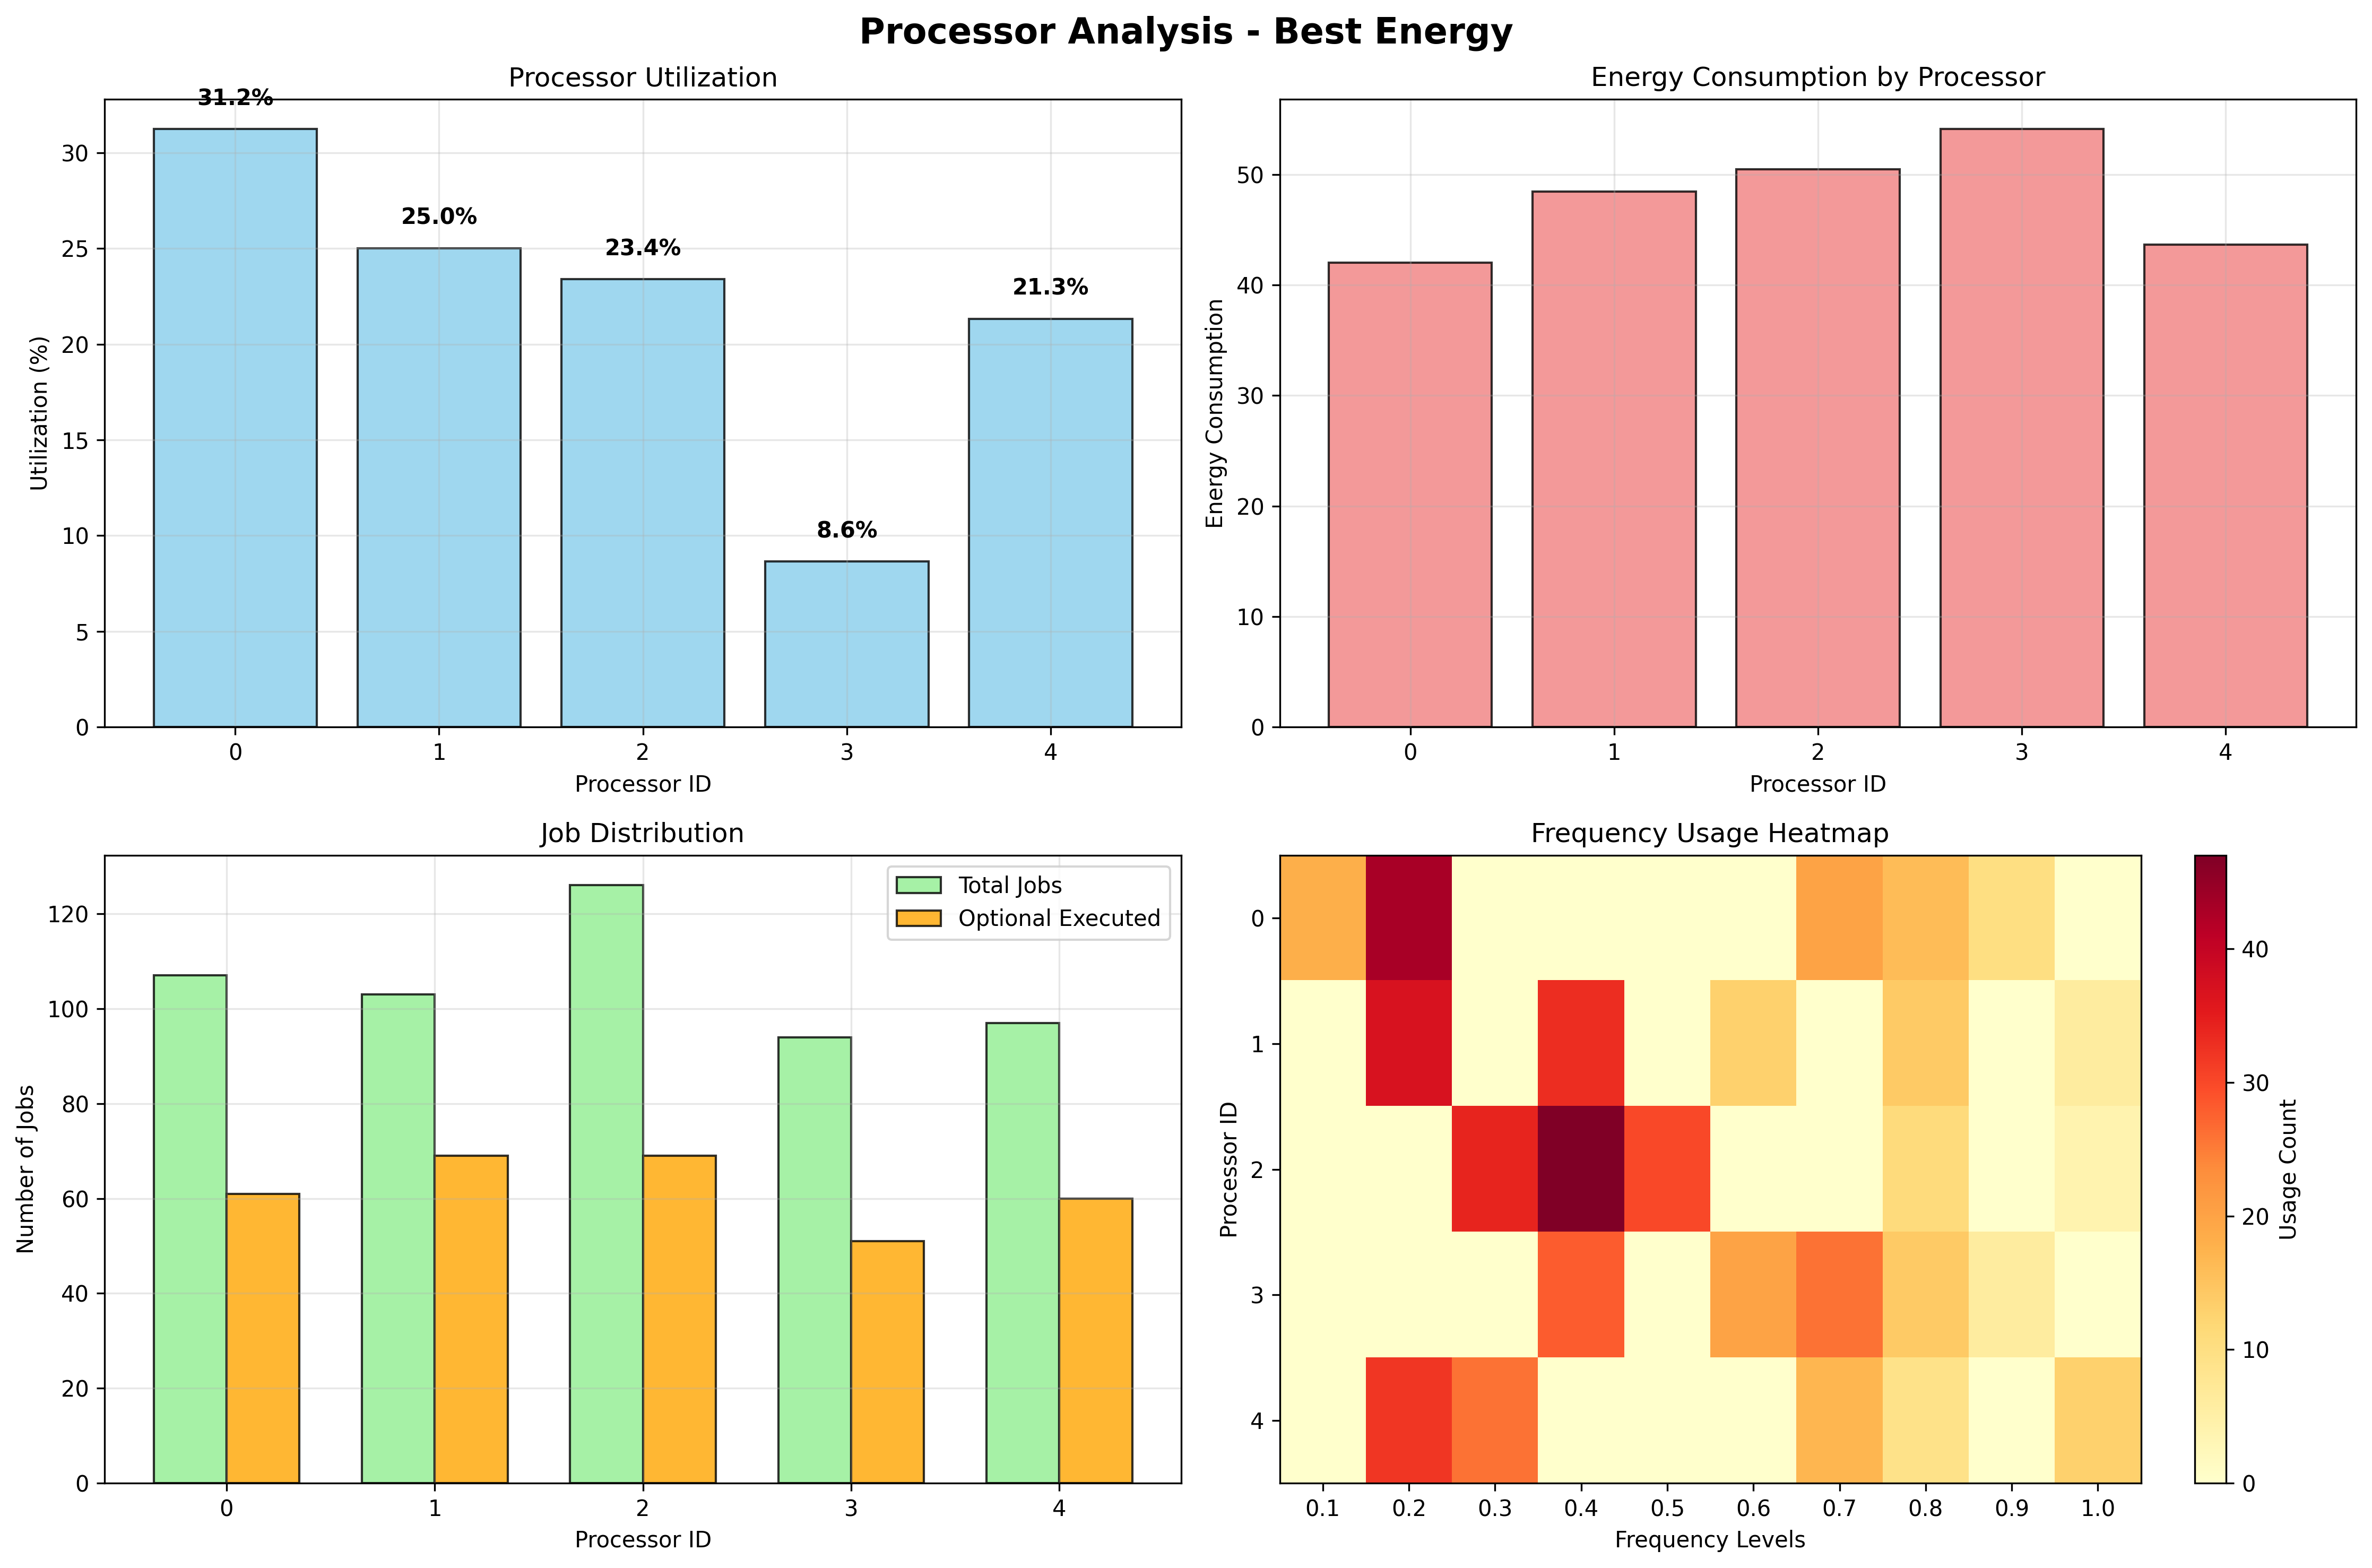 Processor Analysis - Best Energy
Processor Utilization
31.2%
25.0%
23.4%
8.6%
21.3%
30
25
20
15
10
5
0
Utilization (%)
0 1 2 3 4
Processor ID
Energy Consumption by Processor
50
40
30
20
10
0
Energy Consumption
0 1 2 3 4
Processor ID
Job Distribution
Total Jobs
Optional Executed
120
100
80
60
40
20
0
Number of Jobs
0 1 2 3 4
Processor ID
Frequency Usage Heatmap
0
1
2
3
4
Processor ID
0.1 0.2 0.3 0.4 0.5 0.6 0.7 0.8 0.9 1.0
Frequency Levels
40
30
20
10
0
Usage Count